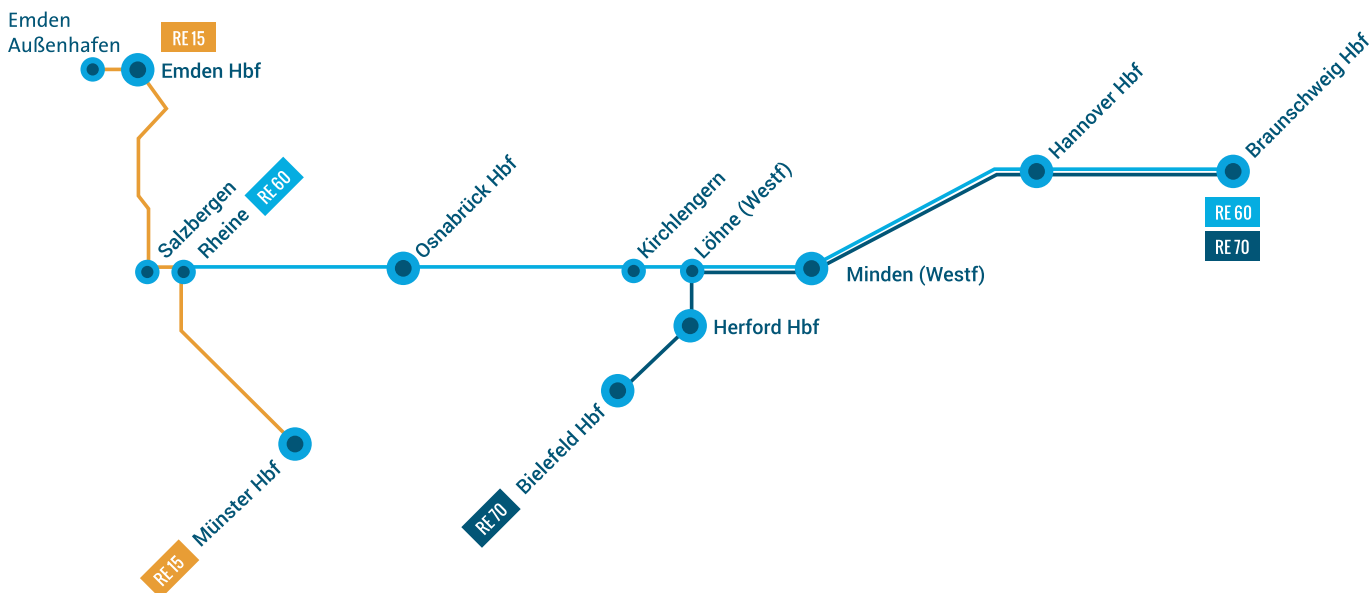 Emden
Außenhafen
RE 15
Emden Hbf
Salzbergen
Rheine
RE 60
Osnabrück Hbf
Kirchlengern
Löhne (Westf)
Minden (Westf)
Hannover Hbf
Braunschweig Hbf
RE 60
RE 70
Herford Hbf
Bielefeld Hbf
RE 70
Münster Hbf
RE 15